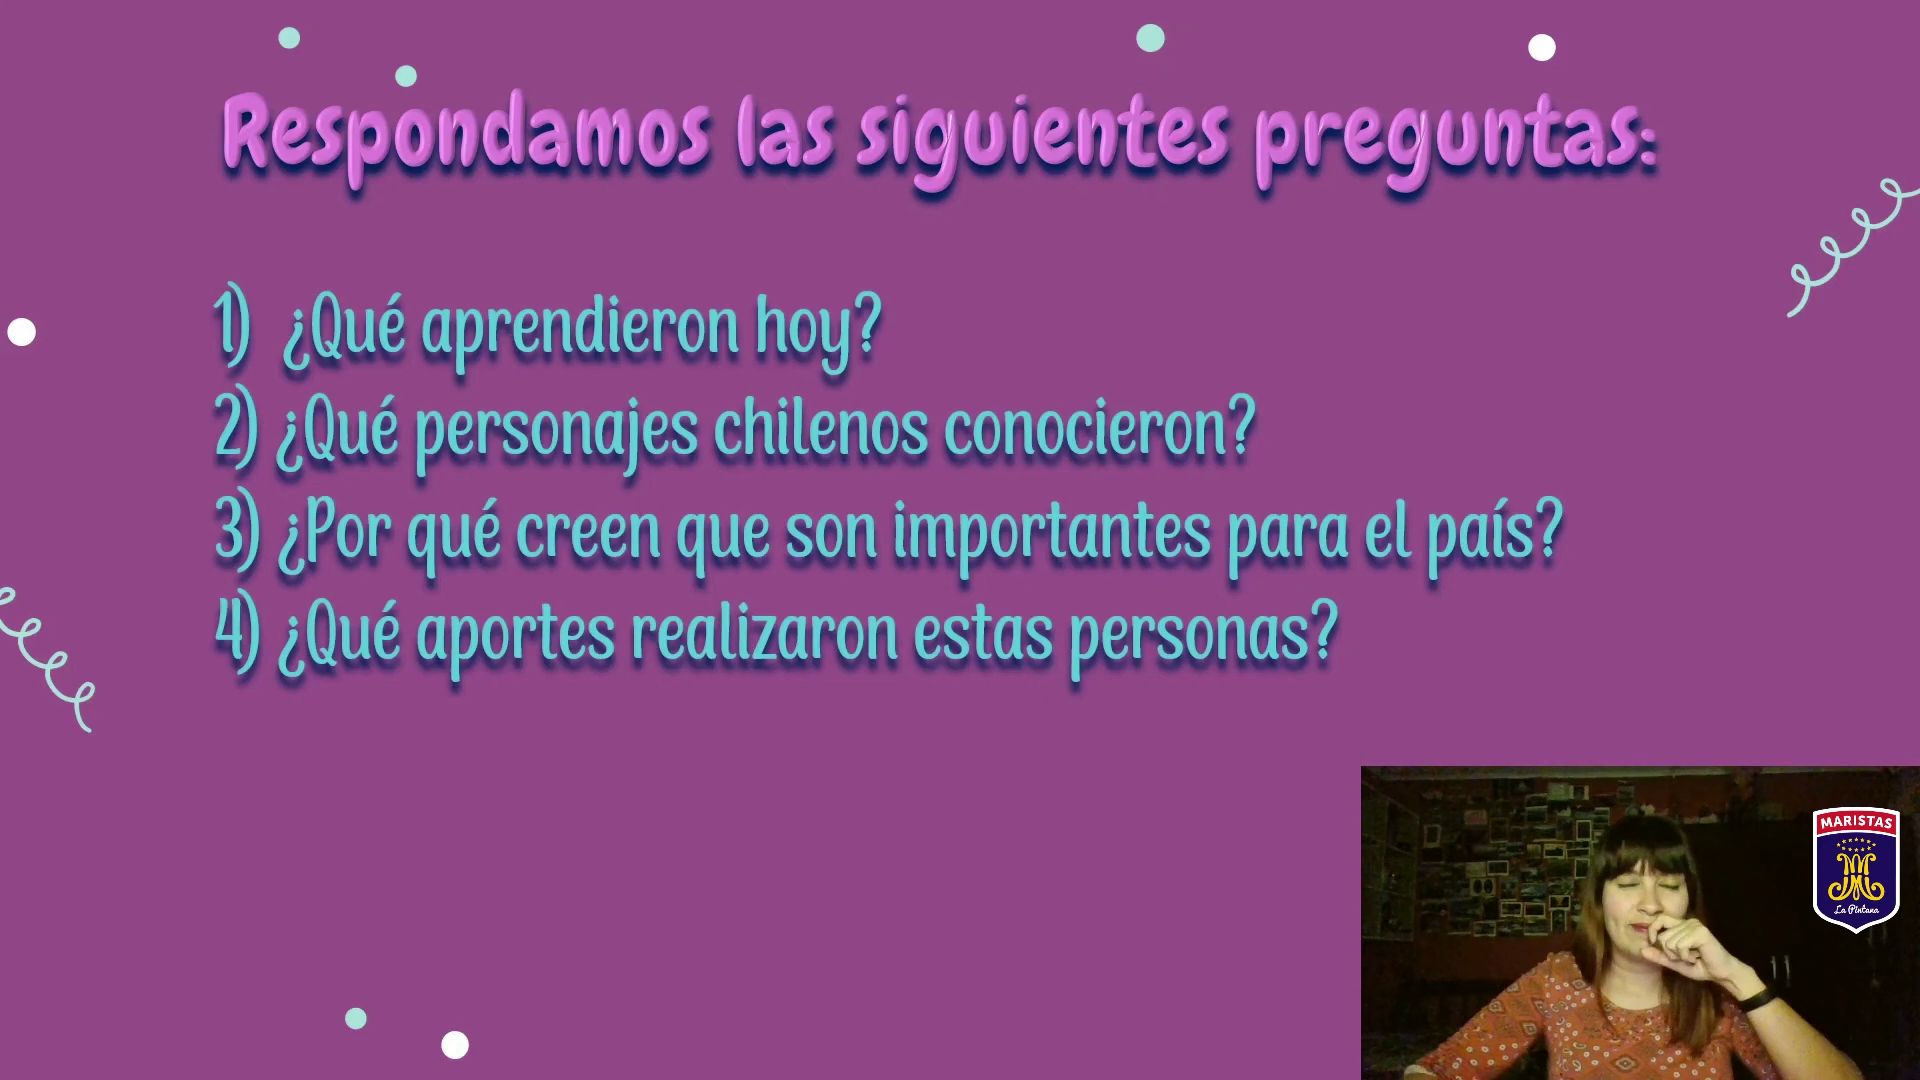 Respondamos las siguientes preguntas:
1) ¿Qué aprendieron hoy?
2) ¿Qué personajes chilenos conocieron?
3) ¿Por qué creen que son importantes para el país?
4) ¿Qué aportes realizaron estas personas?
MARISTAS
La Pintana